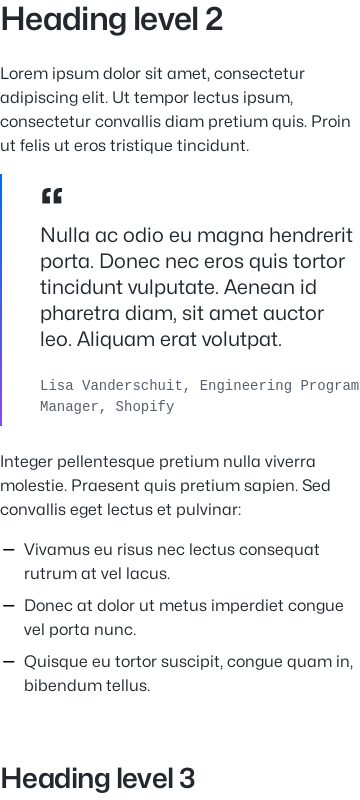 Heading level 2
Lorem ipsum dolor sit amet, consectetur
adipiscing elit. Ut tempor lectus ipsum,
consectetur convallis diam pretium quis. Proin
ut felis ut eros tristique tincidunt.
“
Nulla ac odio eu magna hendrerit
porta. Donec nec eros quis tortor
tincidunt vulputate. Aenean id
pharetra diam, sit amet auctor
leo. Aliquam erat volutpat.
Lisa Vanderschuit, Engineering Program
Manager, Shopify
Integer pellentesque pretium nulla viverra
molestie. Praesent quis pretium sapien. Sed
convallis eget lectus et pulvinar:
— Vivamus eu risus nec lectus consequat
rutrum at vel lacus.
— Donec at dolor ut metus imperdiet congue
vel porta nunc.
— Quisque eu tortor suscipit, congue quam in,
bibendum tellus.
Heading level 3